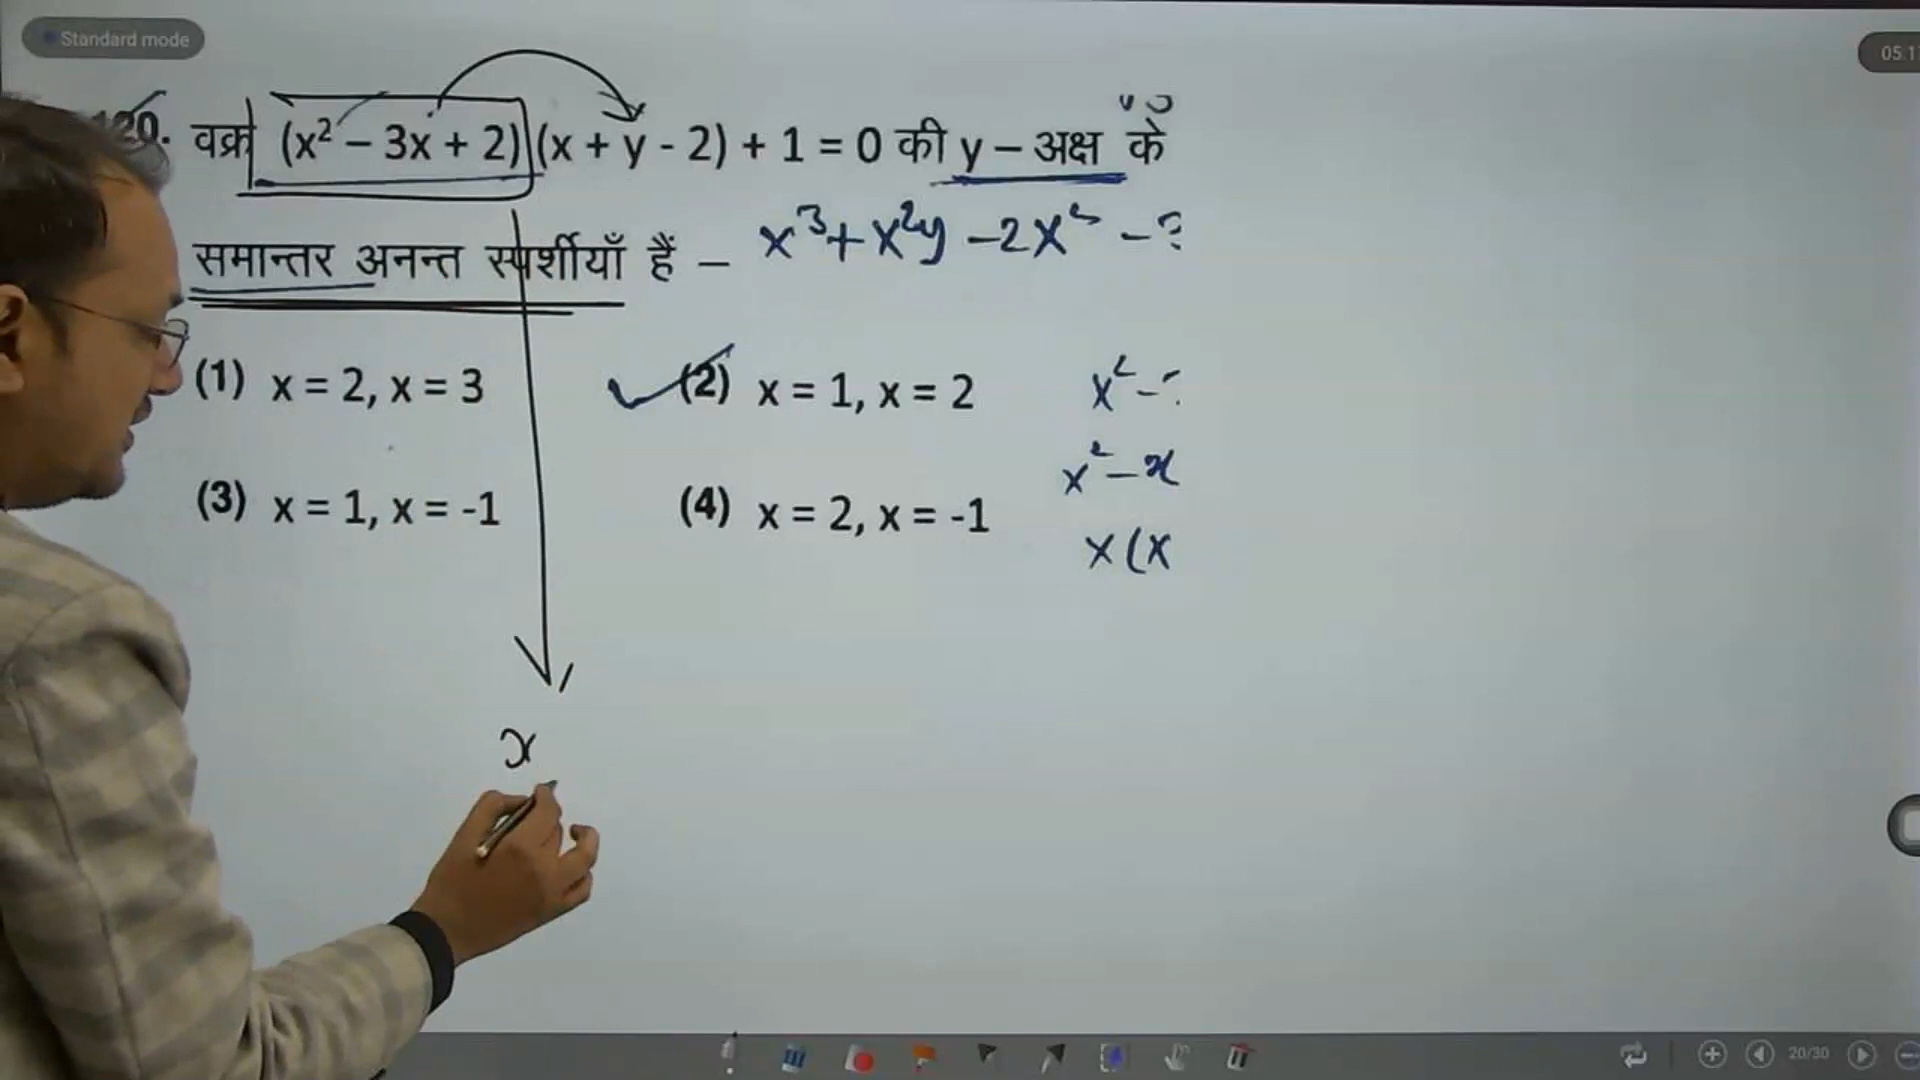 Standard mode
05:1
120. वक्र (x² – 3x + 2) (x + y - 2) + 1 = 0 की y – अक्ष के
समान्तर अनन्त स्पर्शीयाँ हैं –
x³ + x²y – 2x² –
(1) x = 2, x = 3
(2) x = 1, x = 2
x² –
x² – x
(3) x = 1, x = -1
(4) x = 2, x = -1
x (x
x
20/30